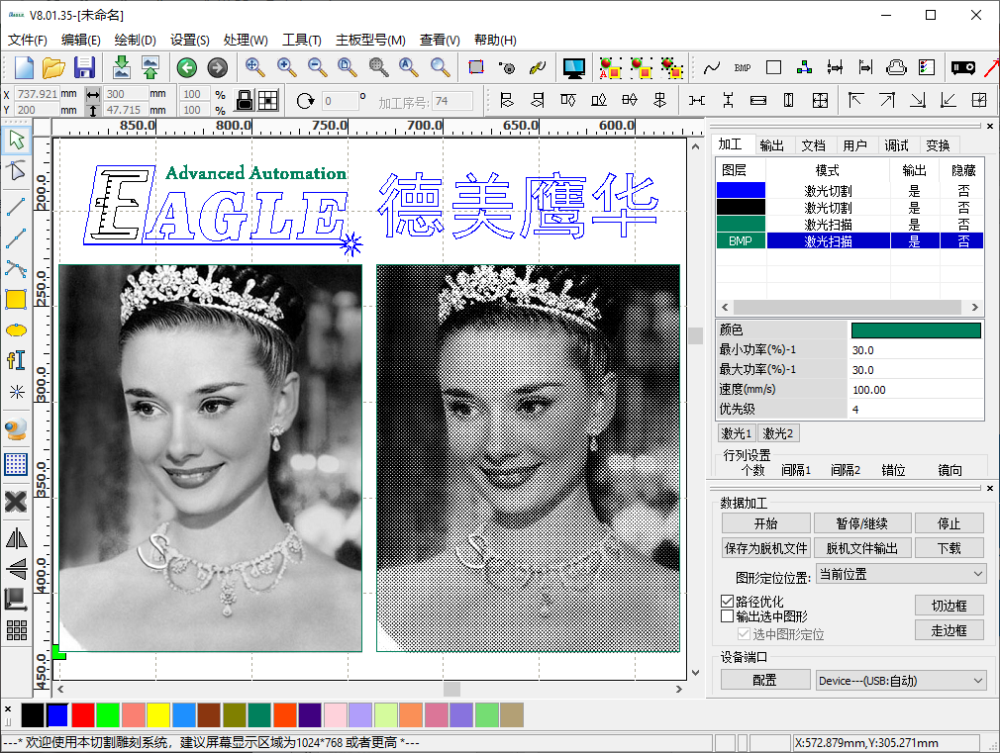 V8.01.35-[未命名]
文件(F) 编辑(E) 绘制(D) 设置(S) 处理(W) 工具(T) 主板型号(M) 查看(V) 帮助(H)
BMP
X 737.921 mm 300 mm 100 %
Y 200 mm 47.715 mm 100 %
0 °
加工序号: 74
850.0 800.0 750.0 700.0 650.0 600.0
200.0
250.0
300.0
350.0
400.0
450.0
Advanced Automation
EAGLE 德美鹰华
加工 输出 文档 用户 调试 变换
图层 模式 输出 隐藏
激光切割 是 否
激光切割 是 否
激光扫描 是 否
BMP 激光扫描 是 否
颜色
最小功率(%)-1 30.0
最大功率(%)-1 30.0
速度(mm/s) 100.00
优先级 4
激光1 激光2
行列设置
个数 间隔1 间隔2 错位 镜向
数据加工
开始 暂停/继续 停止
保存为脱机文件 脱机文件输出 下载
图形定位位置: 当前位置
路径优化
输出选中图形
选中图形定位
切边框
走边框
设备端口
配置 Device---(USB:自动)
---* 欢迎使用本切割雕刻系统，建议屏幕显示区域为1024*768 或者更高 *---
X:572.879mm,Y:305.271mm